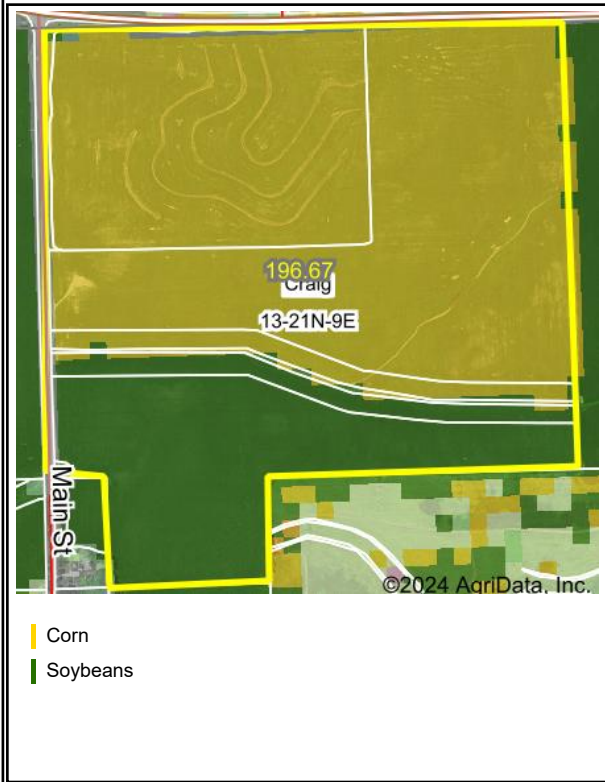 196.67
Craig
13-21N-9E
Main St
©2024 AgriData, Inc.
Corn
Soybeans